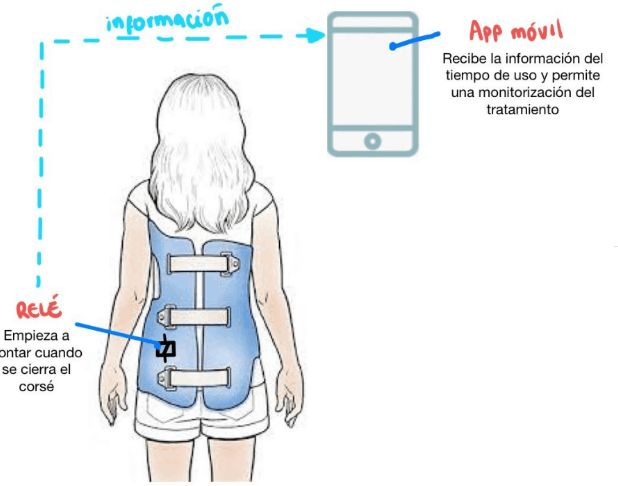 información
App móvil
Recibe la información del
tiempo de uso y permite
una monitorización del
tratamiento
RELÉ
Empieza a
ontar cuando
se cierra el
corsé